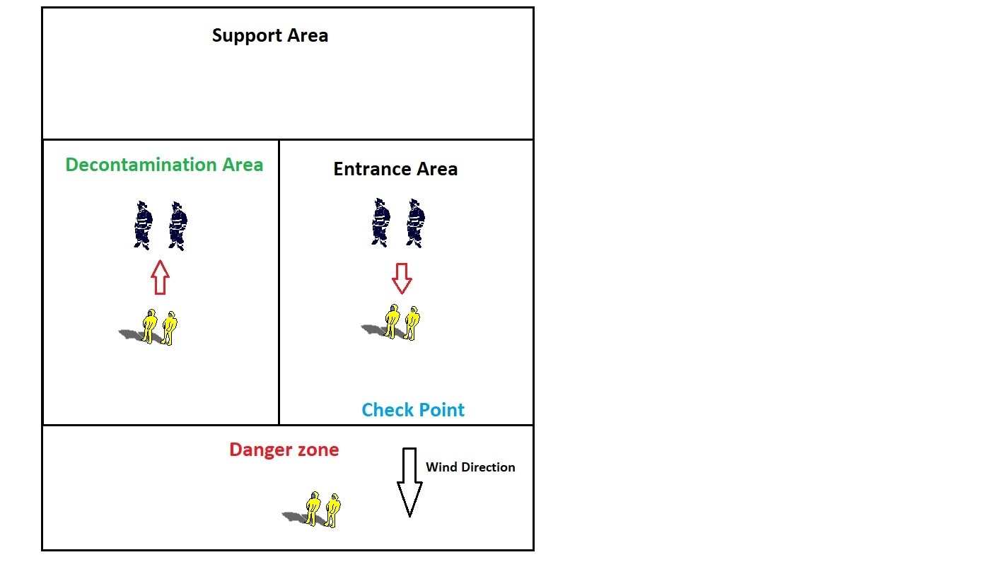 Support Area
Decontamination Area
Entrance Area
Check Point
Danger zone
Wind Direction